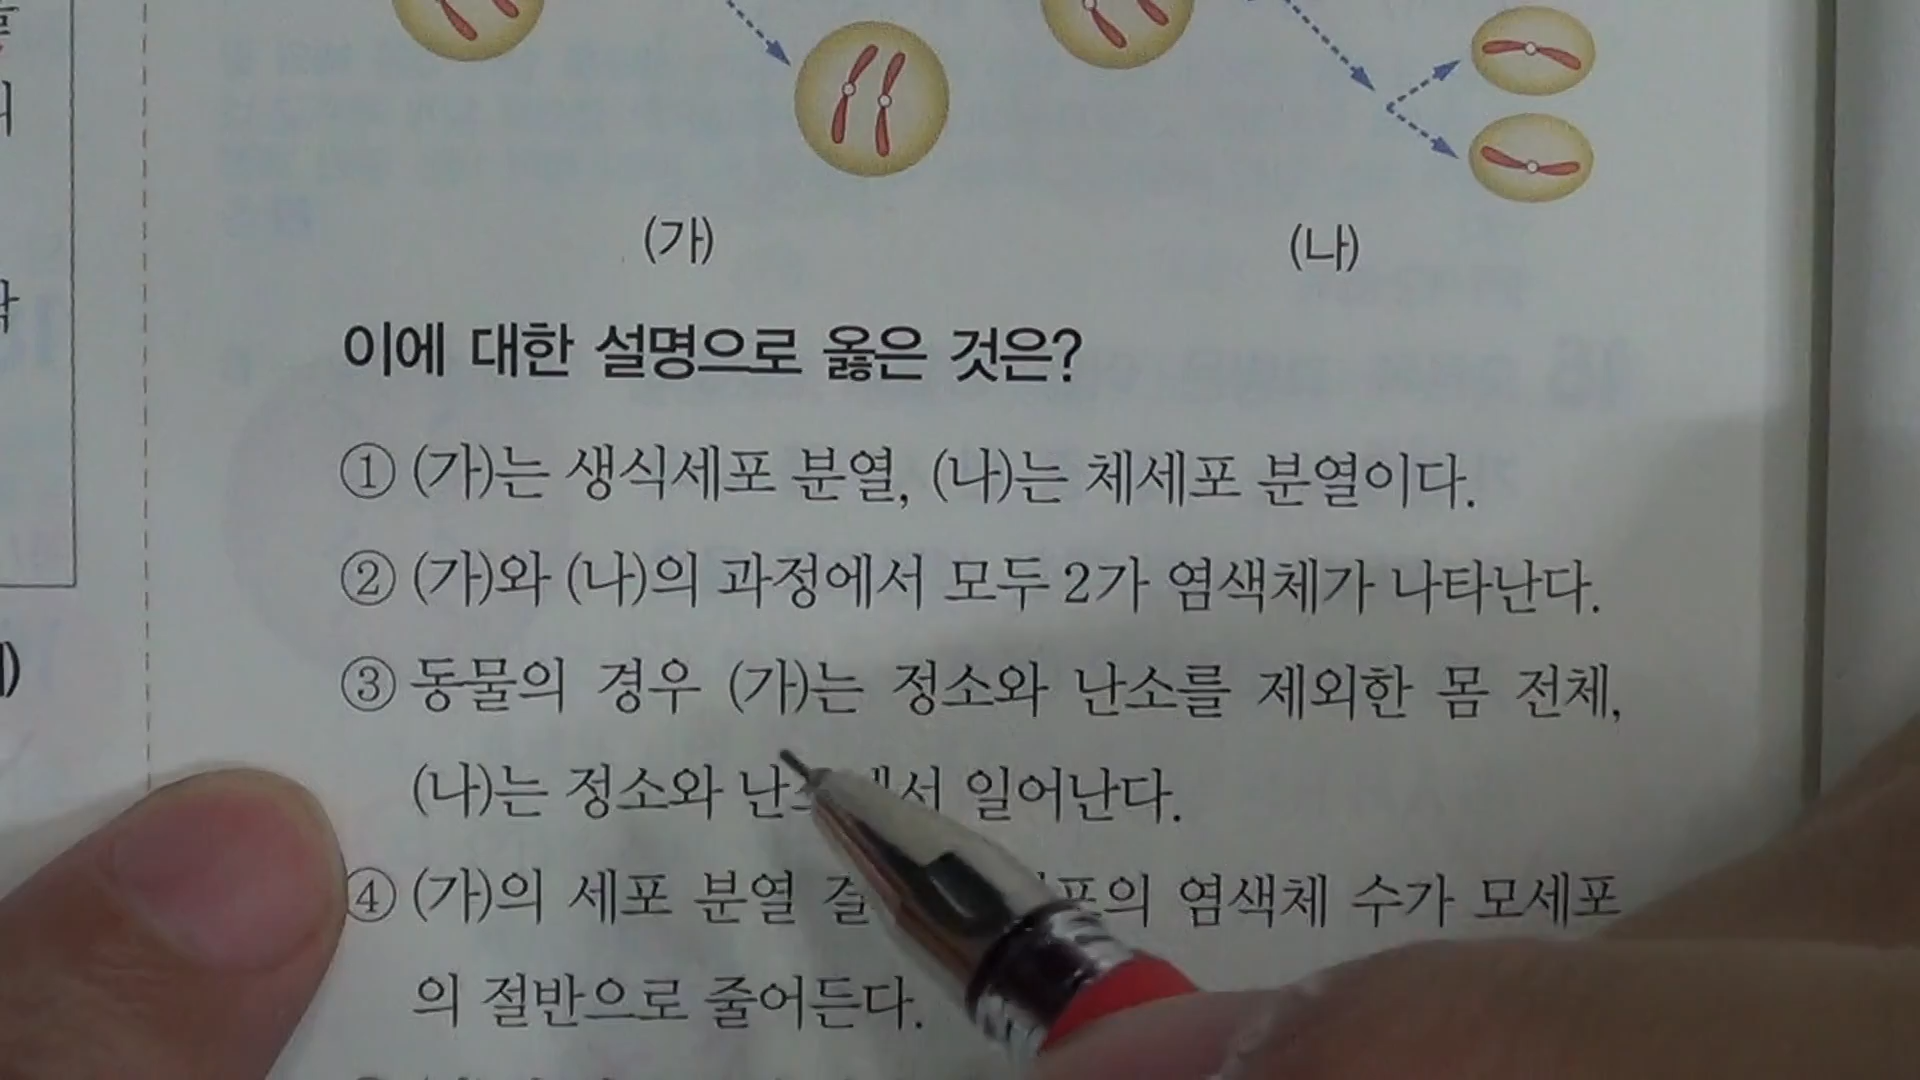 (가)
(나)
이에 대한 설명으로 옳은 것은?
① (가)는 생식세포 분열, (나)는 체세포 분열이다.
② (가)와 (나)의 과정에서 모두 2가 염색체가 나타난다.
③ 동물의 경우 (가)는 정소와 난소를 제외한 몸 전체,
(나)는 정소와 일어난다.
④ (가)의 세포 분열 염색체 수가 모세포
의 절반으로 줄어든다.